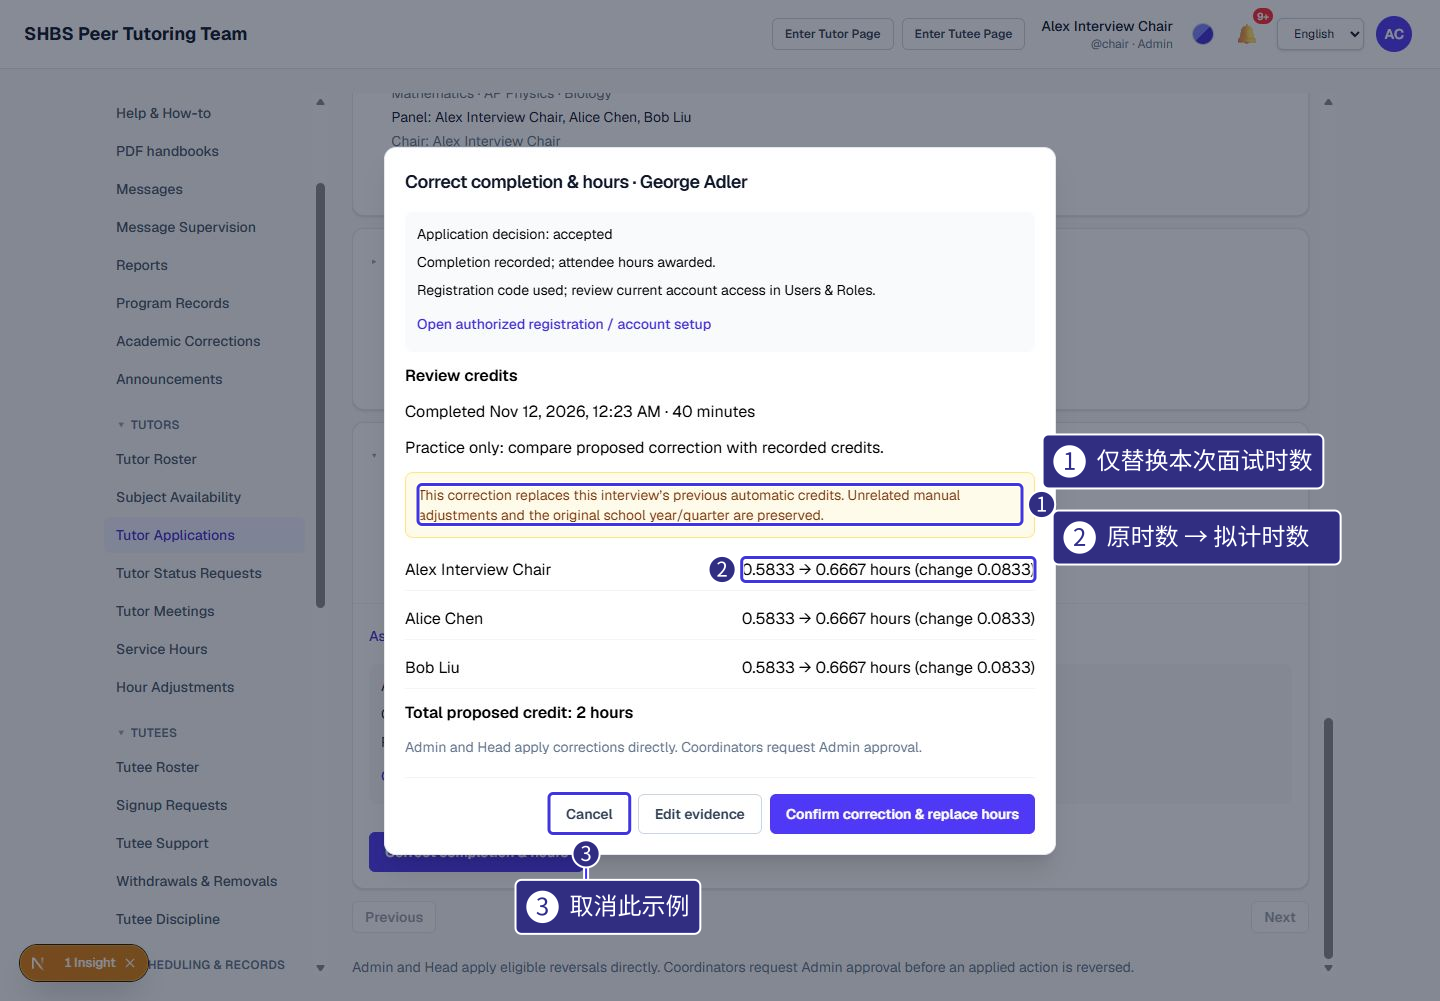 SHBS Peer Tutoring Team
Enter Tutor Page
Enter Tutee Page
Alex Interview Chair
@chair · Admin
9+
English
AC
Help & How-to
PDF handbooks
Messages
Message Supervision
Reports
Program Records
Academic Corrections
Announcements
TUTORS
Tutor Roster
Subject Availability
Tutor Applications
Tutor Status Requests
Tutor Meetings
Service Hours
Hour Adjustments
TUTEES
Tutee Roster
Signup Requests
Tutee Support
Withdrawals & Removals
Tutee Discipline
HEDULING & RECORDS
1 Insight
Mathematics · AP Physics · Biology
Panel: Alex Interview Chair, Alice Chen, Bob Liu
Chair: Alex Interview Chair
Correct completion & hours · George Adler
Application decision: accepted
Completion recorded; attendee hours awarded.
Registration code used; review current account access in Users & Roles.
Open authorized registration / account setup
Review credits
Completed Nov 12, 2026, 12:23 AM · 40 minutes
Practice only: compare proposed correction with recorded credits.
This correction replaces this interview's previous automatic credits. Unrelated manual
adjustments and the original school year/quarter are preserved.
1
1 仅替换本次面试时数
2 原时数 → 拟计时数
Alex Interview Chair
2
0.5833 → 0.6667 hours (change 0.0833)
Alice Chen
0.5833 → 0.6667 hours (change 0.0833)
Bob Liu
0.5833 → 0.6667 hours (change 0.0833)
Total proposed credit: 2 hours
Admin and Head apply corrections directly. Coordinators request Admin approval.
Cancel
Edit evidence
Confirm correction & replace hours
3
3 取消此示例
As
Previous
Next
Admin and Head apply eligible reversals directly. Coordinators request Admin approval before an applied action is reversed.